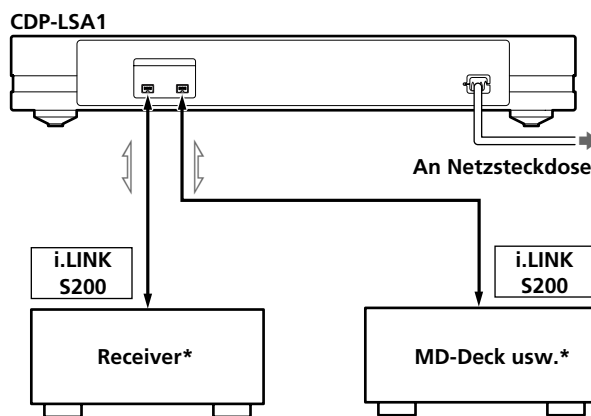 CDP-LSA1
An Netzsteckdose
i.LINK
S200
i.LINK
S200
Receiver*
MD-Deck usw.*